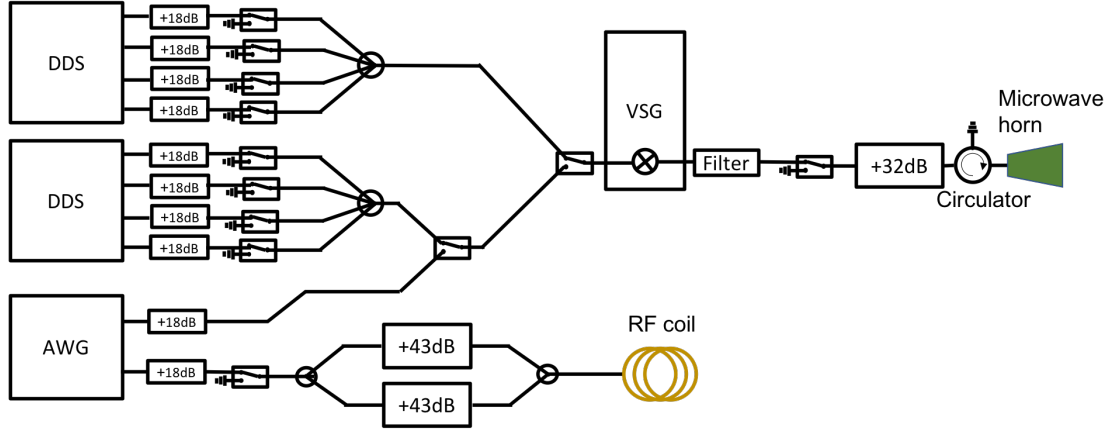 DDS
+18dB
+18dB
+18dB
+18dB
DDS
+18dB
+18dB
+18dB
+18dB
AWG
+18dB
+18dB
+43dB
+43dB
RF coil
VSG
Filter
+32dB
Circulator
Microwave
horn